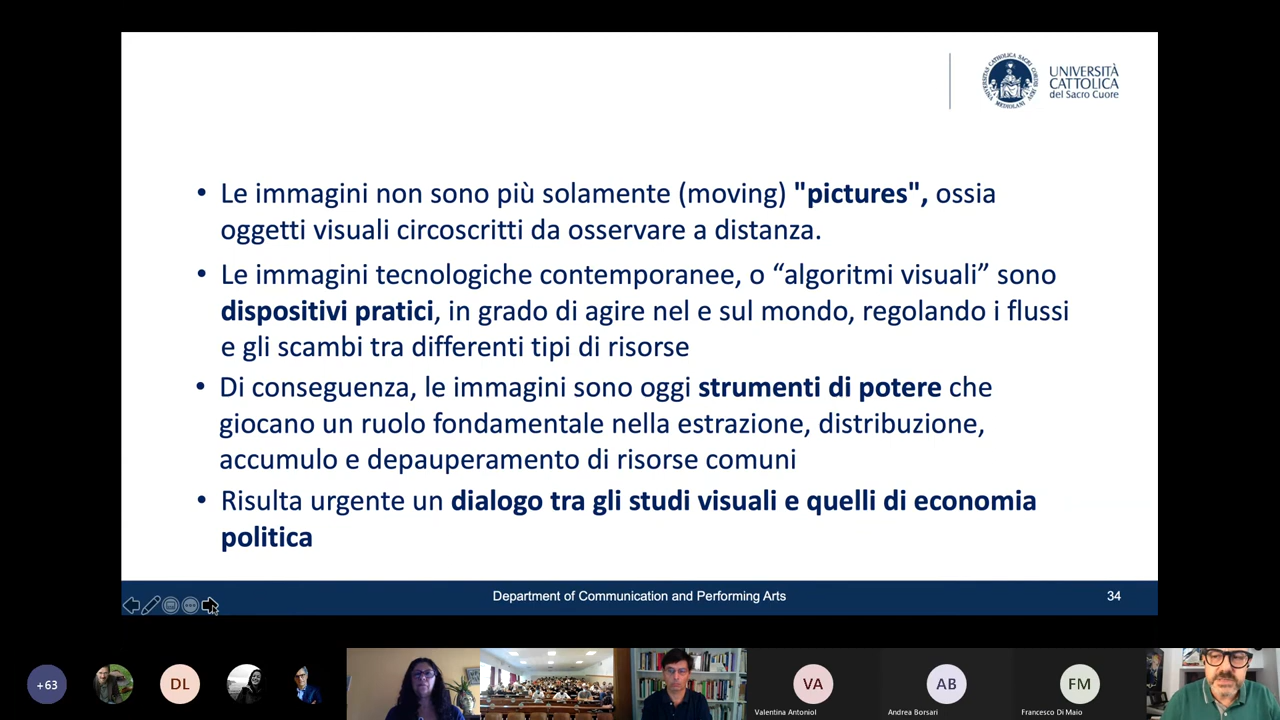 UNIVERSITÀ
CATTOLICA
del Sacro Cuore
• Le immagini non sono più solamente (moving) "pictures", ossia
oggetti visuali circoscritti da osservare a distanza.
• Le immagini tecnologiche contemporanee, o “algoritmi visuali” sono
dispositivi pratici, in grado di agire nel e sul mondo, regolando i flussi
e gli scambi tra differenti tipi di risorse
• Di conseguenza, le immagini sono oggi strumenti di potere che
giocano un ruolo fondamentale nella estrazione, distribuzione,
accumulo e depauperamento di risorse comuni
• Risulta urgente un dialogo tra gli studi visuali e quelli di economia
politica
Department of Communication and Performing Arts
34
+63
DL
VA
AB
FM
Valentina Antoniol
Andrea Borsari
Francesco Di Maio